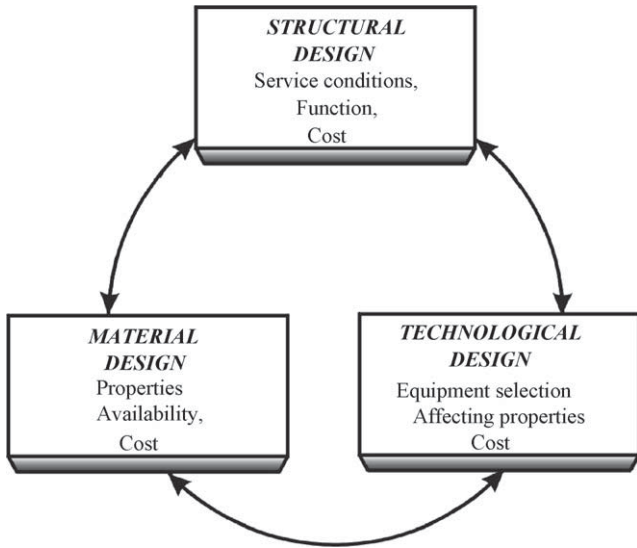 STRUCTURAL
DESIGN
Service conditions,
Function,
Cost
MATERIAL
DESIGN
Properties
Availability,
Cost
TECHNOLOGICAL
DESIGN
Equipment selection
Affecting properties
Cost